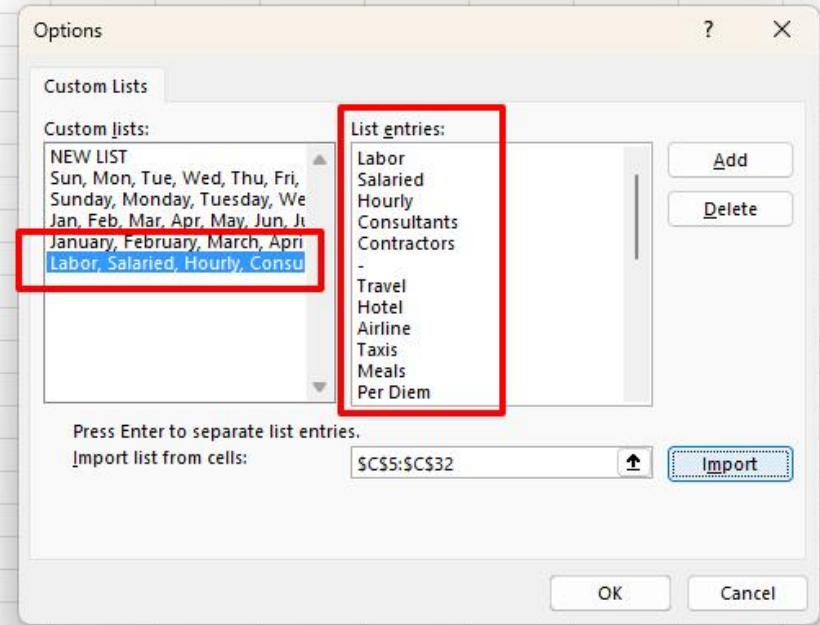 Options
?
Custom Lists
Custom lists:
NEW LIST
Sun, Mon, Tue, Wed, Thu, Fri,
Sunday, Monday, Tuesday, We
Jan, Feb, Mar, Apr, May, Jun, Ju
January, February, March, Apri
Labor, Salaried, Hourly, Consu
List entries:
Labor
Salaried
Hourly
Consultants
Contractors
-
Travel
Hotel
Airline
Taxis
Meals
Per Diem
Add
Delete
Press Enter to separate list entries.
Import list from cells:
$C$5:$C$32
Import
OK
Cancel